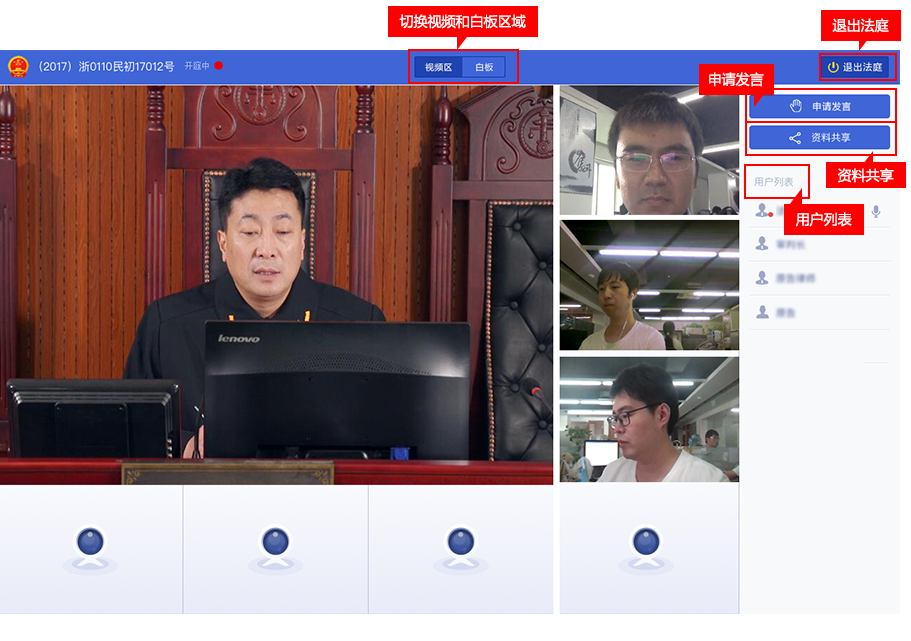 切换视频和白板区域
退出法庭
(2017) 浙0110民初17012号 开庭中
视频区 白板
退出法庭
申请发言
申请发言
资料共享
资料共享
用户列表
用户列表
审判长
原告律师
原告
lenovo